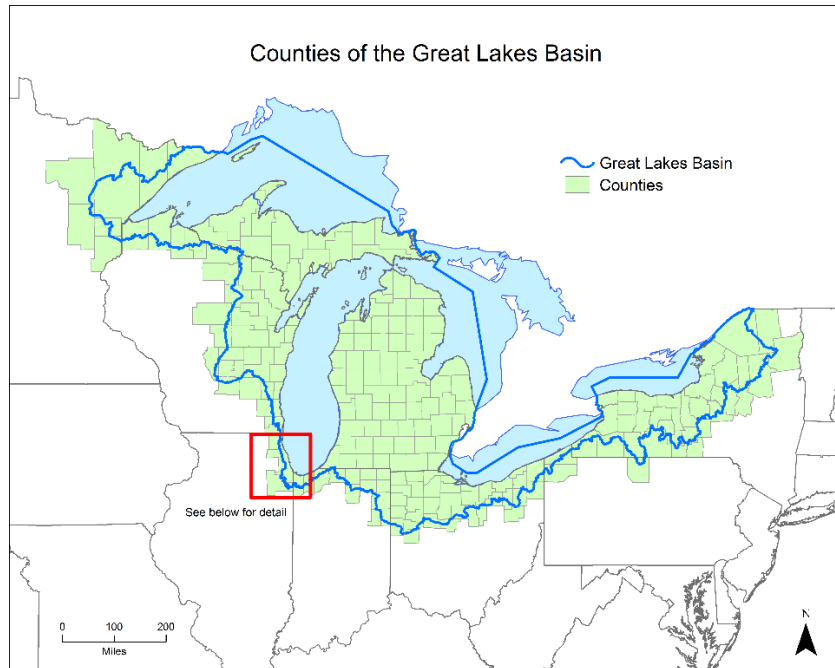 Counties of the Great Lakes Basin
Great Lakes Basin
Counties
See below for detail
0 100 200
Miles
N